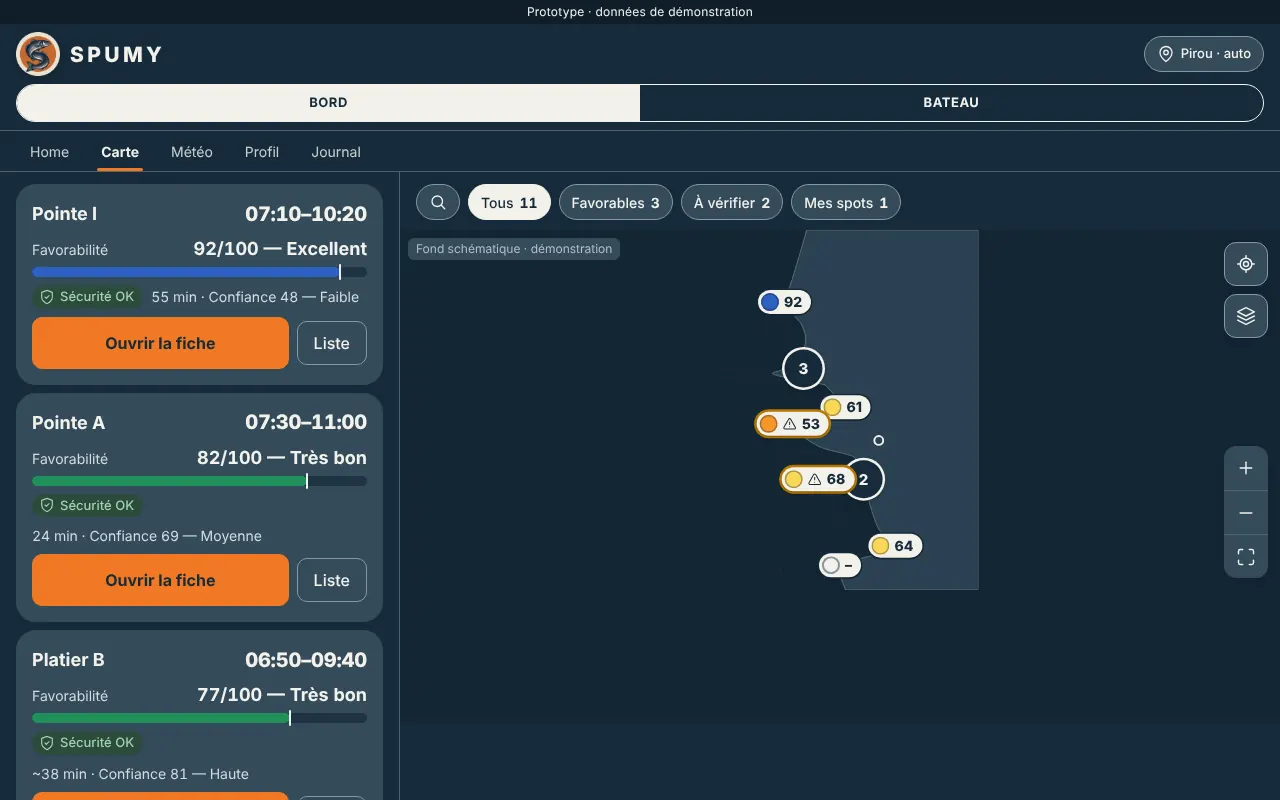 Prototype · données de démonstration
SPUMY
Pirou · auto
BORD
BATEAU
Home
Carte
Météo
Profil
Journal
Pointe I
07:10–10:20
Favorabilité
92/100 — Excellent
Sécurité OK
55 min · Confiance 48 — Faible
Ouvrir la fiche
Liste
Pointe A
07:30–11:00
Favorabilité
82/100 — Très bon
Sécurité OK
24 min · Confiance 69 — Moyenne
Ouvrir la fiche
Liste
Platier B
06:50–09:40
Favorabilité
77/100 — Très bon
Sécurité OK
~38 min · Confiance 81 — Haute
Tous 11
Favorables 3
À vérifier 2
Mes spots 1
Fond schématique · démonstration
92
3
61
53
68
2
64
–